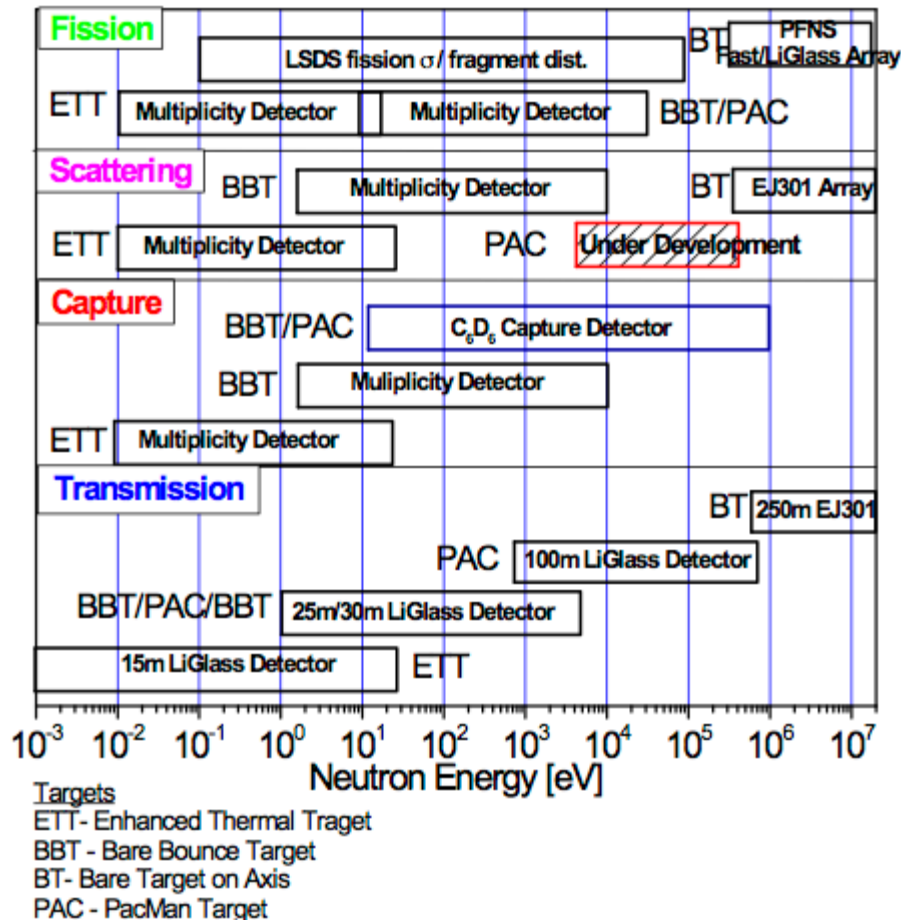 Fission
BT
PFNS
Fast/LiGlass Array
LSDS fission σ/ fragment dist.
ETT
Multiplicity Detector
Multiplicity Detector
BBT/PAC
Scattering
BBT
Multiplicity Detector
BT
EJ301 Array
ETT
Multiplicity Detector
PAC
Under Development
Capture
BBT/PAC
C₆D₆ Capture Detector
BBT
Muliplicity Detector
ETT
Multiplicity Detector
Transmission
BT
250m EJ301
PAC
100m LiGlass Detector
BBT/PAC/BBT
25m/30m LiGlass Detector
15m LiGlass Detector
ETT
10⁻³ 10⁻² 10⁻¹ 10⁰ 10¹ 10² 10³ 10⁴ 10⁵ 10⁶ 10⁷
Neutron Energy [eV]
Targets
ETT- Enhanced Thermal Traget
BBT - Bare Bounce Target
BT- Bare Target on Axis
PAC - PacMan Target